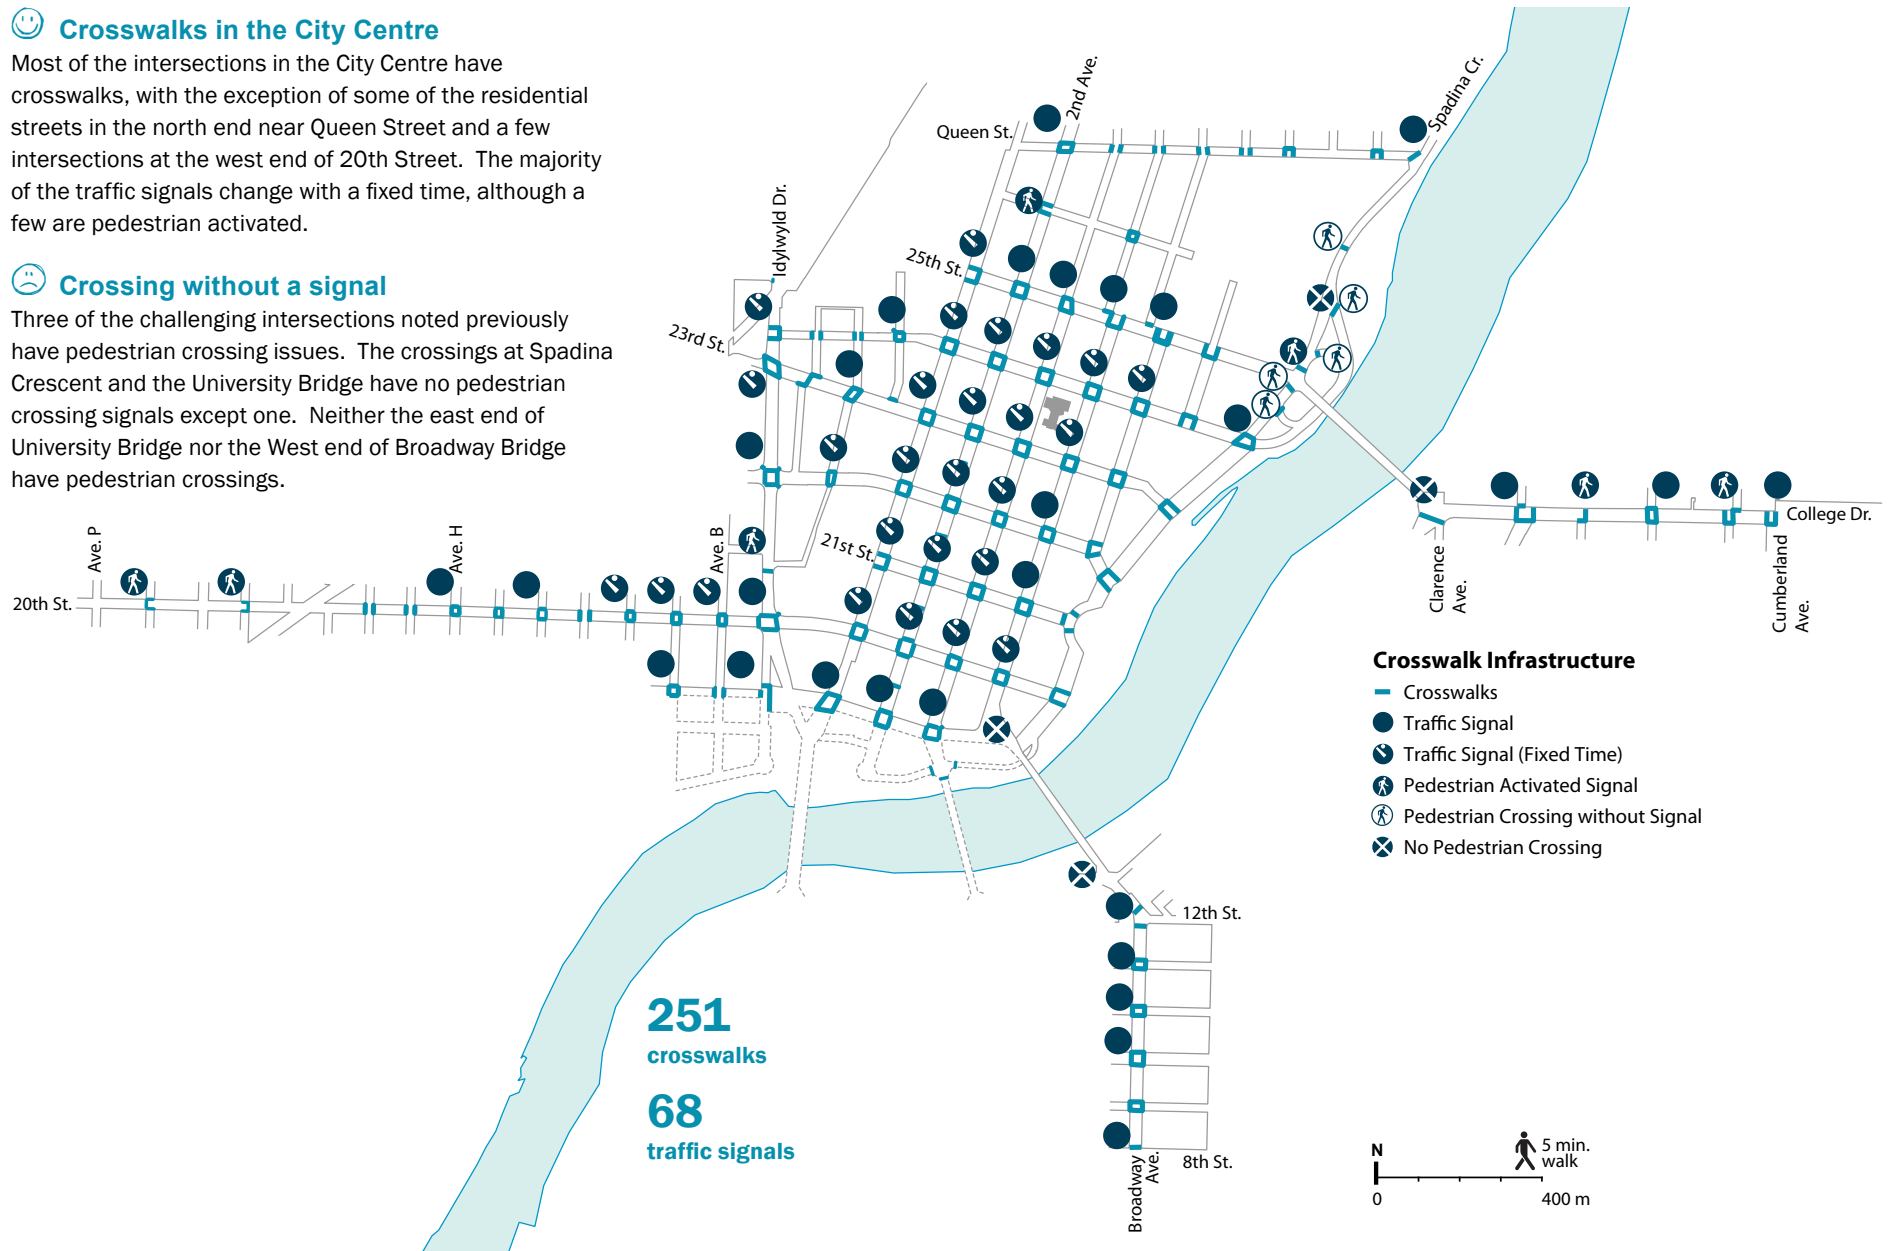 Crosswalks in the City Centre
Most of the intersections in the City Centre have
crosswalks, with the exception of some of the residential
streets in the north end near Queen Street and a few
intersections at the west end of 20th Street.  The majority
of the traffic signals change with a fixed time, although a
few are pedestrian activated.
Crossing without a signal
Three of the challenging intersections noted previously
have pedestrian crossing issues.  The crossings at Spadina
Crescent and the University Bridge have no pedestrian
crossing signals except one.  Neither the east end of
University Bridge nor the West end of Broadway Bridge
have pedestrian crossings.
2nd Ave.
Spadina Cr.
Queen St.
Idylwyld Dr.
25th St.
23rd St.
21st St.
Ave. P
Ave. H
Ave. B
20th St.
College Dr.
Clarence
Ave.
Cumberland
Ave.
Crosswalk Infrastructure
Crosswalks
Traffic Signal
Traffic Signal (Fixed Time)
Pedestrian Activated Signal
Pedestrian Crossing without Signal
No Pedestrian Crossing
12th St.
251
crosswalks
68
traffic signals
Broadway
Ave.
8th St.
N
5 min.
walk
0
400 m